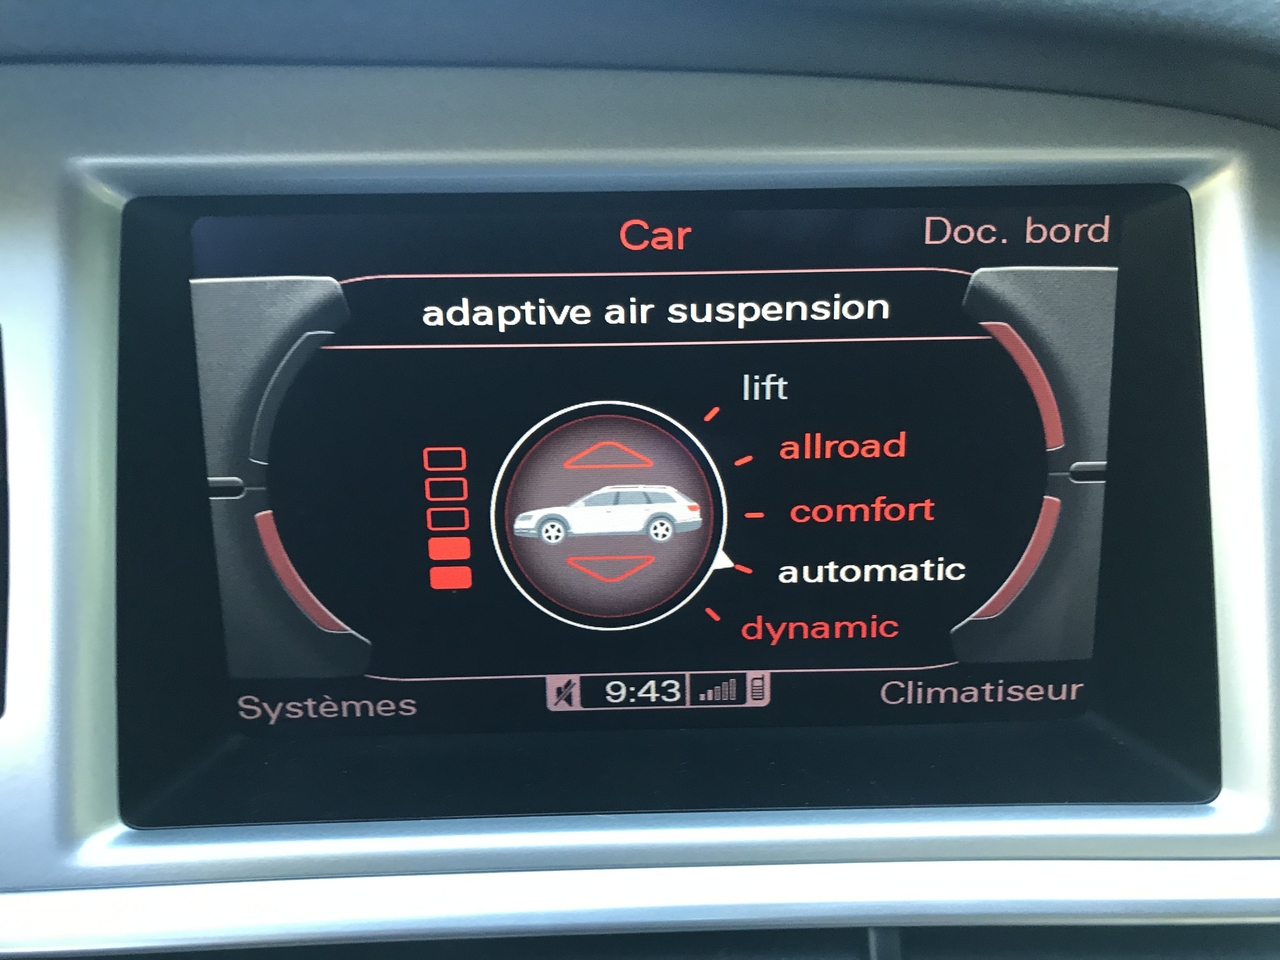 Car
Doc. bord
adaptive air suspension
lift
allroad
comfort
automatic
dynamic
Systèmes
9:43
Climatiseur